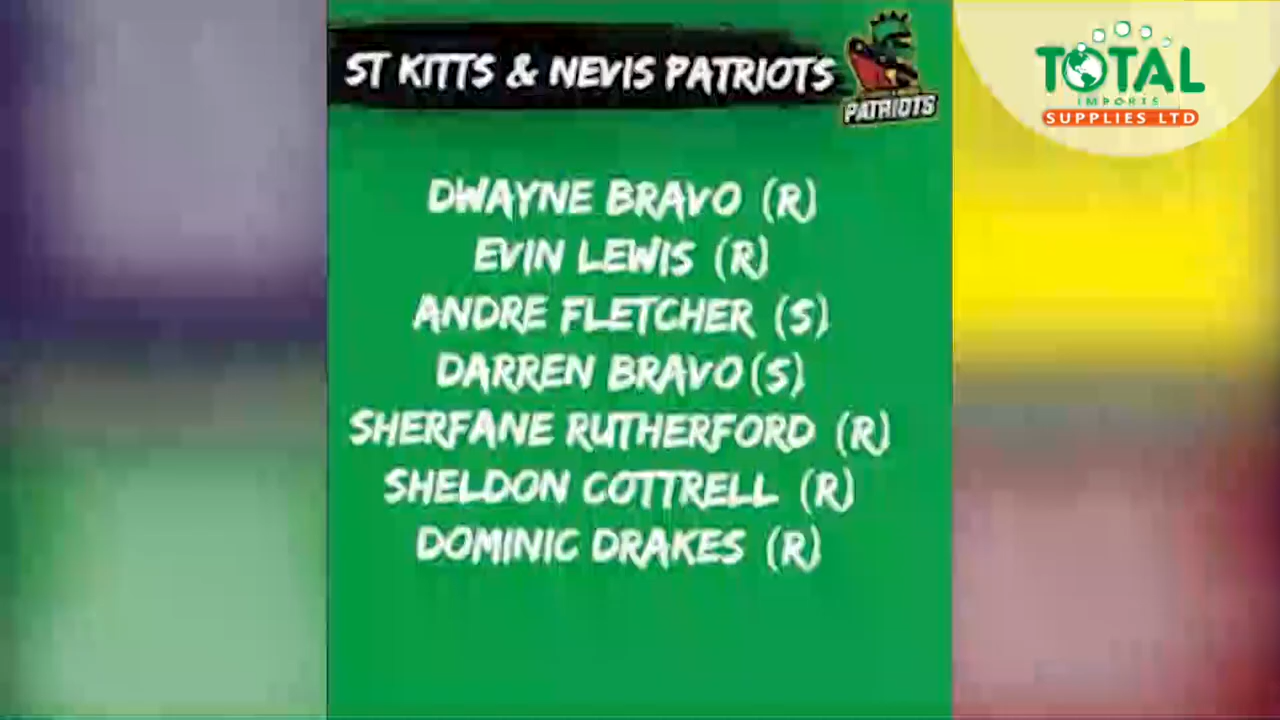 ST KITTS & NEVIS PATRIOTS
PATRIOTS
TOTAL
IMPORTS
SUPPLIES LTD
DWAYNE BRAVO (R)
EVIN LEWIS (R)
ANDRE FLETCHER (S)
DARREN BRAVO (S)
SHERFANE RUTHERFORD (R)
SHELDON COTTRELL (R)
DOMINIC DRAKES (R)